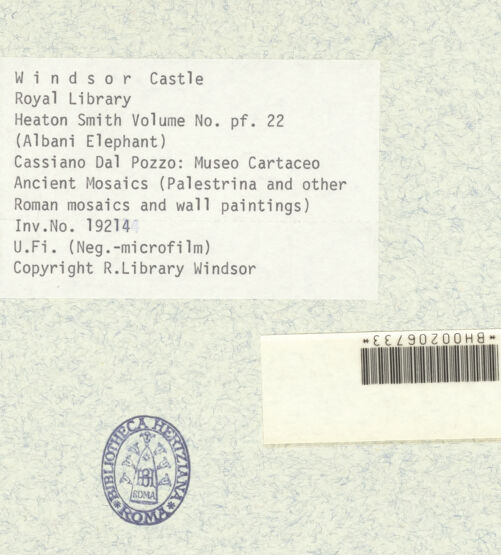 Windsor Castle
Royal Library
Heaton Smith Volume No. pf. 22
(Albani Elephant)
Cassiano Dal Pozzo: Museo Cartaceo
Ancient Mosaics (Palestrina and other
Roman mosaics and wall paintings)
Inv.No. 19214
U.Fi. (Neg.-microfilm)
Copyright R.Library Windsor
*BH00206733*
BIBLIOTHECA HERTZIANA
ROMA
*ROMA*